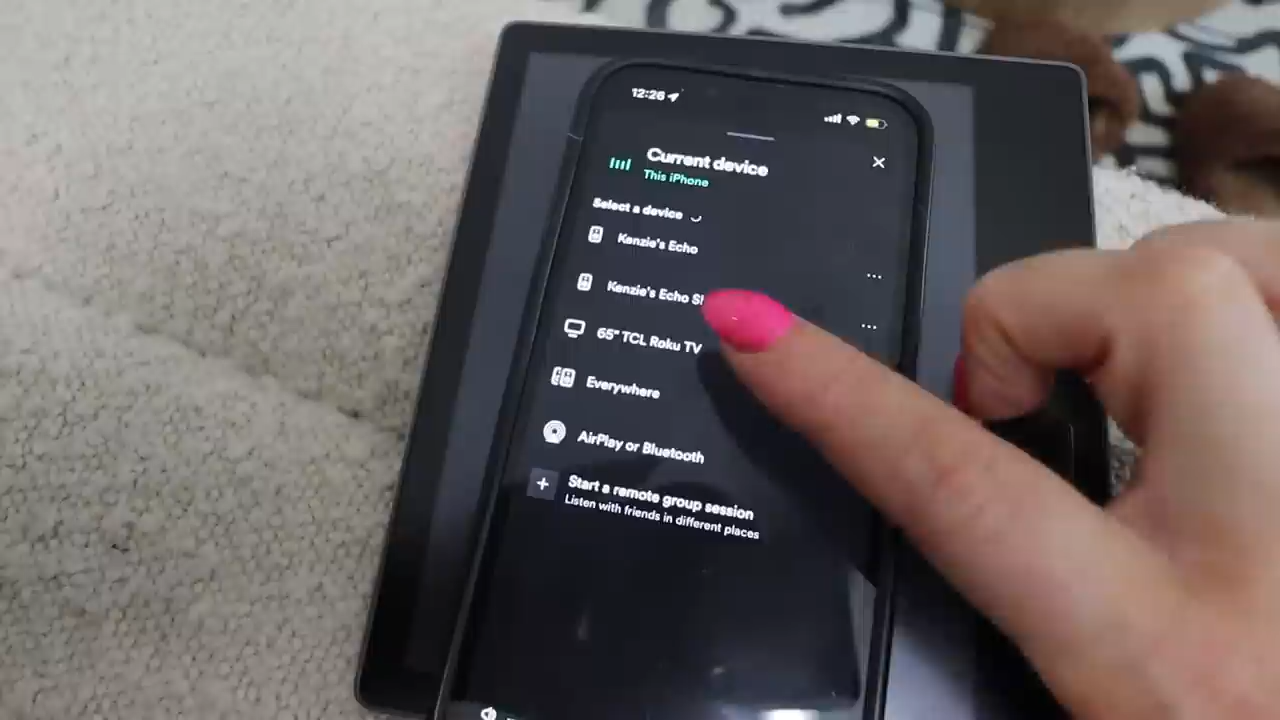 12:26
Current device
This iPhone
Select a device
Kenzie's Echo
Kenzie's Echo
65" TCL Roku TV
Everywhere
AirPlay or Bluetooth
Start a remote group session
Listen with friends in different places